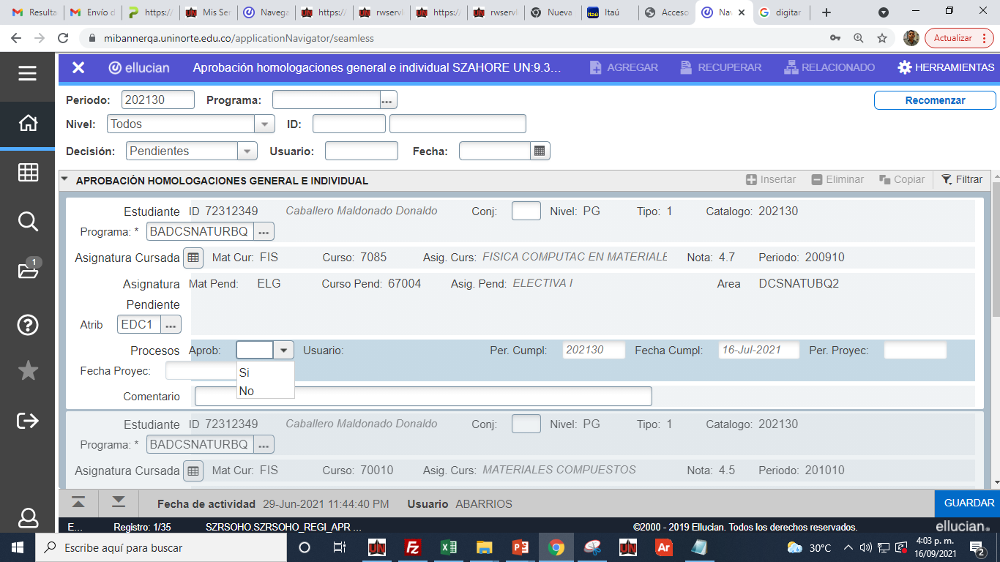 Resulta
Envío d
https:/
Mis Ser
Navega
https:/
rwserv
https:/
rwserv
Nueva
Itaú
Itaú
Acceso
Nav
digitar
mibannerqa.uninorte.edu.co/applicationNavigator/seamless
Actualizar
ellucian Aprobación homologaciones general e individual SZAHORE UN:9.3... AGREGAR RECUPERAR RELACIONADO HERRAMIENTAS
Periodo: 202130 Programa: ... Recomenzar
Nivel: Todos ID:
Decisión: Pendientes Usuario: Fecha:
APROBACIÓN HOMOLOGACIONES GENERAL E INDIVIDUAL Insertar Eliminar Copiar Filtrar
Estudiante ID 72312349 Caballero Maldonado Donaldo Conj: Nivel: PG Tipo: 1 Catalogo: 202130
Programa: * BADCSNATURBQ ...
Asignatura Cursada Mat Cur: FIS Curso: 7085 Asig. Curs: FISICA COMPUTAC EN MATERIALE Nota: 4.7 Periodo: 200910
Asignatura Mat Pend: ELG Curso Pend: 67004 Asig. Pend: ELECTIVA I Area DCSNATUBQ2
Pendiente
Atrib EDC1 ...
Procesos Aprob: Usuario: Per. Cumpl: 202130 Fecha Cumpl: 16-Jul-2021 Per. Proyec:
Fecha Proyec: Si
No
Comentario
Estudiante ID 72312349 Caballero Maldonado Donaldo Conj: Nivel: PG Tipo: 1 Catalogo: 202130
Programa: * BADCSNATURBQ ...
Asignatura Cursada Mat Cur: FIS Curso: 70010 Asig. Curs: MATERIALES COMPUESTOS Nota: 4.5 Periodo: 201010
Fecha de actividad 29-Jun-2021 11:44:40 PM Usuario ABARRIOS GUARDAR
E... Registro: 1/35 SZRSOHO.SZRSOHO_REGI_APR ... ©2000 - 2019 Ellucian. Todos los derechos reservados. ellucian
1
Escribe aquí para buscar 30°C 4:03 p. m.
16/09/2021
2